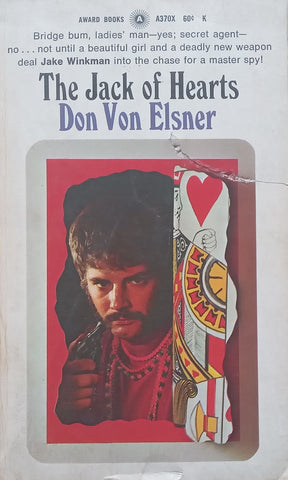 AWARD BOOKS A370X 60¢ K
Bridge bum, ladies' man—yes; secret agent—
no . . . not until a beautiful girl and a deadly new weapon
deal Jake Winkman into the chase for a master spy!
The Jack of Hearts
Don Von Elsner